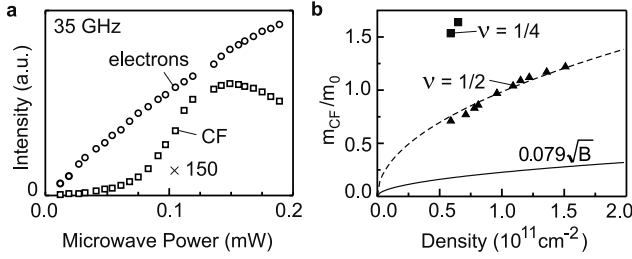 a
35 GHz
electrons
CF
× 150
Intensity (a.u.)
0
0.0
0.1
0.2
Microwave Power (mW)
b
ν = 1/4
ν = 1/2
0.079√B
m_CF/m_0
1.5
1.0
0.5
0.0
0
0.5
1.0
1.5
2.0
Density (10^11 cm^-2)